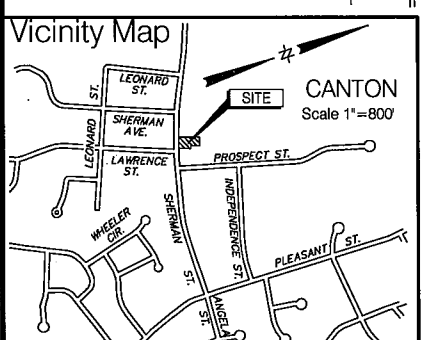 Vicinity Map
LEONARD
ST.
LEONARD ST.
SITE
CANTON
Scale 1"=800'
SHERMAN
AVE.
LAWRENCE
ST.
PROSPECT ST.
SHERMAN ST.
INDEPENDENCE ST.
WHEELER
CIR.
PLEASANT ST.
ANGELA
ST.